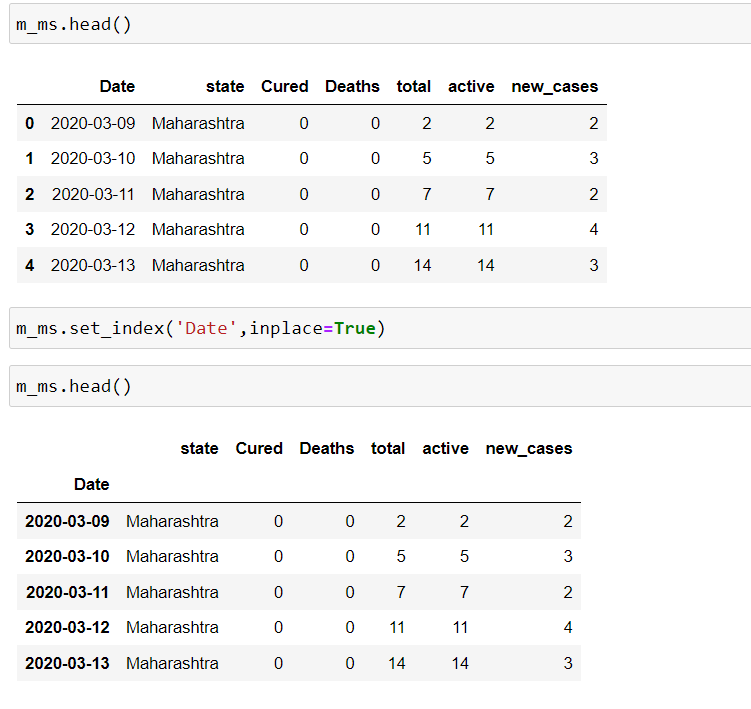 m_ms.head()
Date state Cured Deaths total active new_cases
0 2020-03-09 Maharashtra 0 0 2 2 2
1 2020-03-10 Maharashtra 0 0 5 5 3
2 2020-03-11 Maharashtra 0 0 7 7 2
3 2020-03-12 Maharashtra 0 0 11 11 4
4 2020-03-13 Maharashtra 0 0 14 14 3
m_ms.set_index('Date',inplace=True)
m_ms.head()
state Cured Deaths total active new_cases
Date
2020-03-09 Maharashtra 0 0 2 2 2
2020-03-10 Maharashtra 0 0 5 5 3
2020-03-11 Maharashtra 0 0 7 7 2
2020-03-12 Maharashtra 0 0 11 11 4
2020-03-13 Maharashtra 0 0 14 14 3